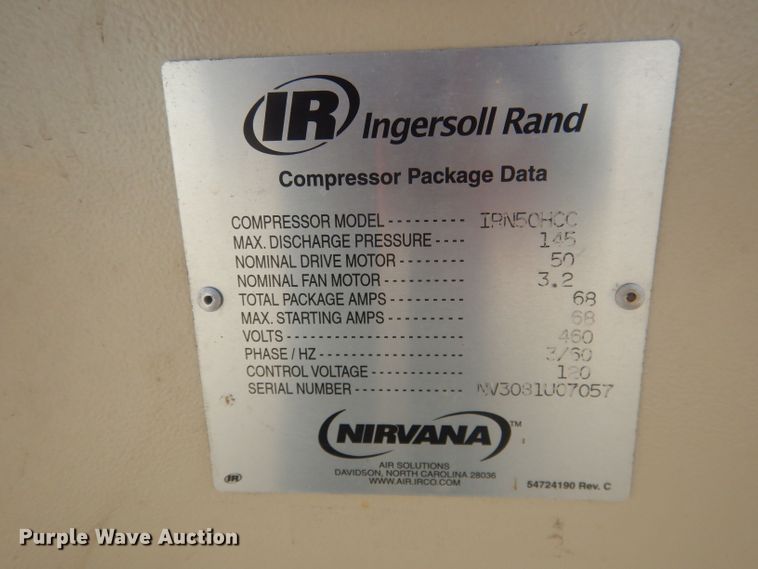 IR Ingersoll Rand
Compressor Package Data
COMPRESSOR MODEL - - - - - - - - - - IRN50HCC
MAX. DISCHARGE PRESSURE - - - - 145
NOMINAL DRIVE MOTOR - - - - - - - - 50
NOMINAL FAN MOTOR - - - - - - - - - - 3.2
TOTAL PACKAGE AMPS - - - - - - - - - 68
MAX. STARTING AMPS - - - - - - - - - - 68
VOLTS - - - - - - - - - - - - - - - - - - - - - - - - 460
PHASE / HZ - - - - - - - - - - - - - - - - - - - - 3/60
CONTROL VOLTAGE - - - - - - - - - - - - 120
SERIAL NUMBER - - - - - - - - - - - - - - NV3081U07057
NIRVANA™
AIR SOLUTIONS
DAVIDSON, NORTH CAROLINA 28036
WWW.AIR.IRCO.COM
IR
54724190 Rev. C
Purple Wave Auction